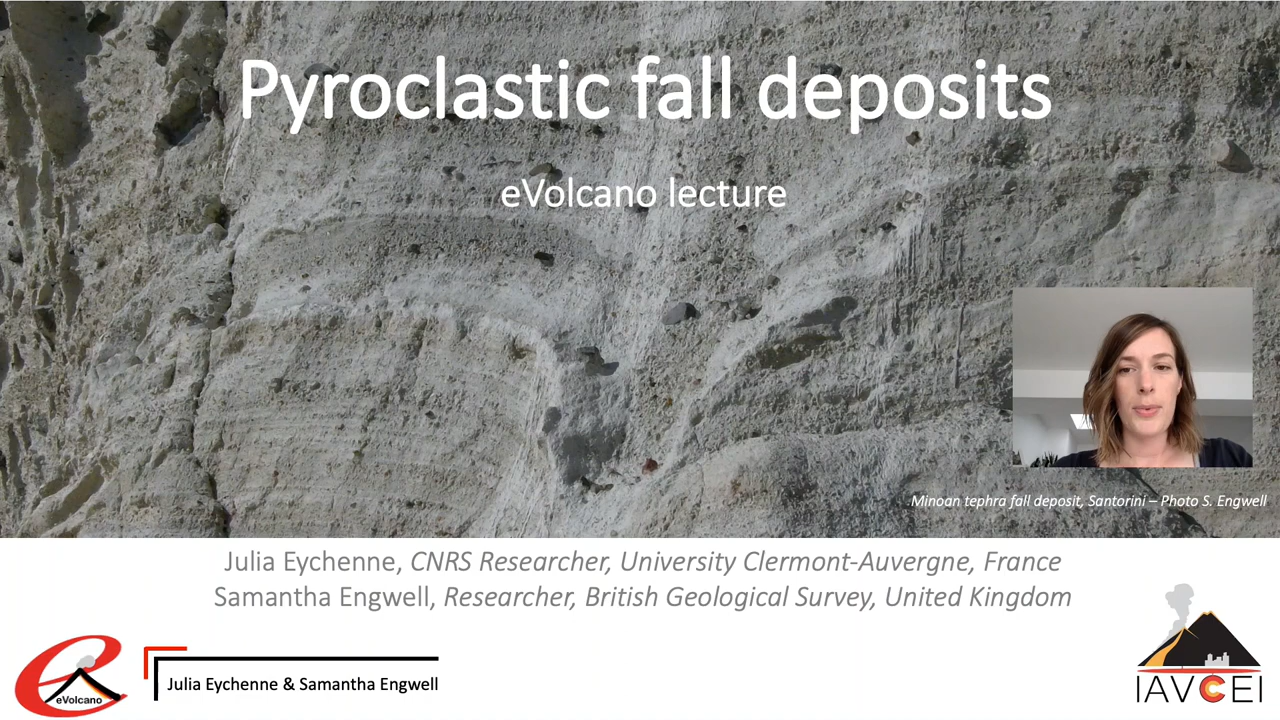 Pyroclastic fall deposits
eVolcano lecture
Minoan tephra fall deposit, Santorini – Photo S. Engwell
Julia Eychenne, CNRS Researcher, University Clermont-Auvergne, France
Samantha Engwell, Researcher, British Geological Survey, United Kingdom
eVolcano
Julia Eychenne & Samantha Engwell
IAVCEI